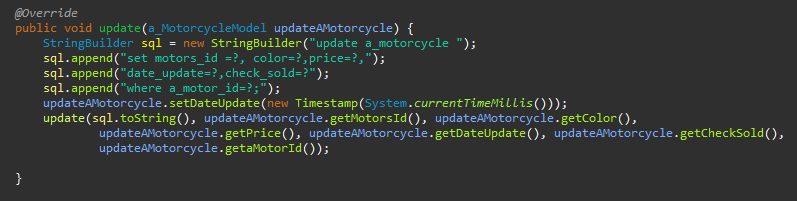 @Override
public void update(a_MotorcycleModel updateAMotorcycle) {
StringBuilder sql = new StringBuilder("update a_motorcycle ");
sql.append("set motors_id =?, color=?,price=?,");
sql.append("date_update=?,check_sold=?");
sql.append("where a_motor_id=?;");
updateAMotorcycle.setDateUpdate(new Timestamp(System.currentTimeMillis()));
update(sql.toString(), updateAMotorcycle.getMotorsId(), updateAMotorcycle.getColor(),
updateAMotorcycle.getPrice(), updateAMotorcycle.getDateUpdate(), updateAMotorcycle.getCheckSold(),
updateAMotorcycle.getaMotorId());
}